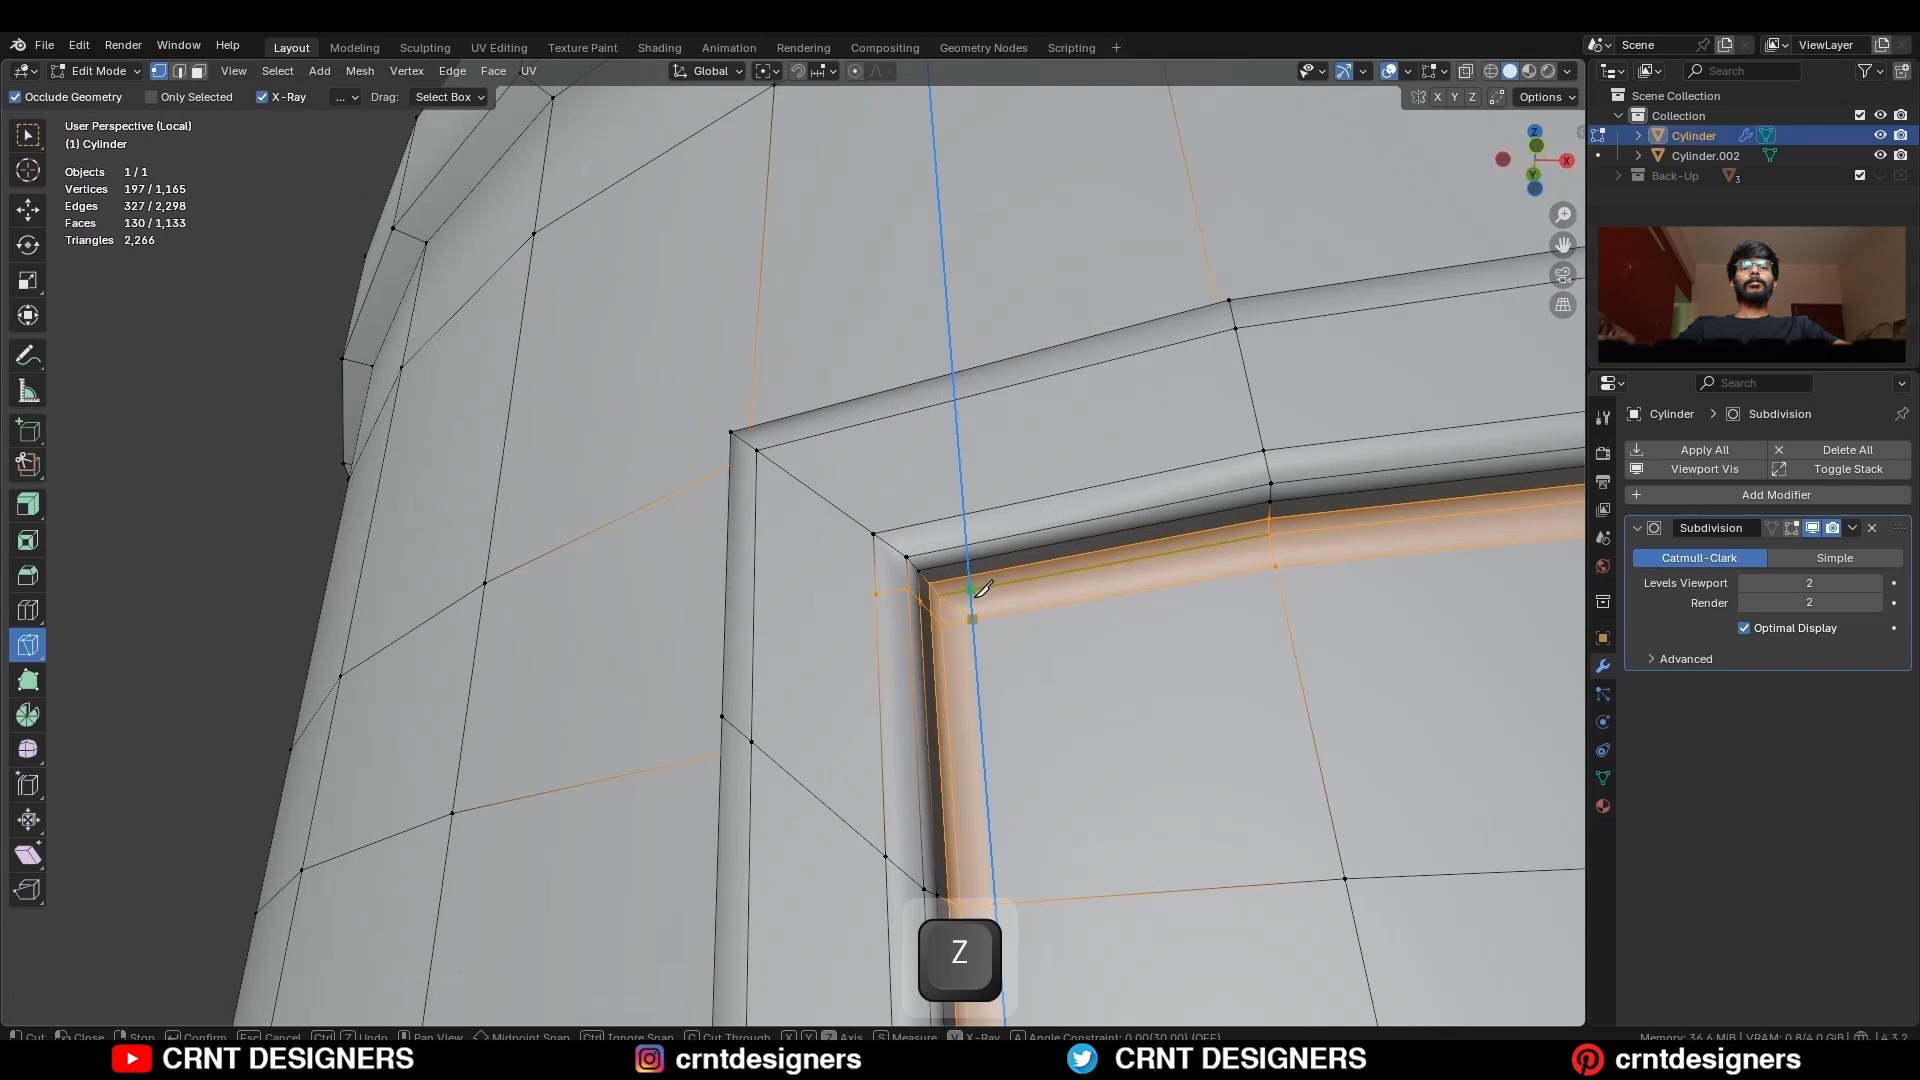 File Edit Render Window Help Layout Modeling Sculpting UV Editing Texture Paint Shading Animation Rendering Compositing Geometry Nodes Scripting + Scene ViewLayer
Edit Mode View Select Add Mesh Vertex Edge Face UV Global Search
Occlude Geometry Only Selected X-Ray ... Drag: Select Box X Y Z Options
Scene Collection
Collection
Cylinder
Cylinder.002
Back-Up 3
User Perspective (Local)
(1) Cylinder
Objects 1 / 1
Vertices 197 / 1,165
Edges 327 / 2,298
Faces 130 / 1,133
Triangles 2,266
Z
X
Y
Search
Cylinder > Subdivision
Apply All Delete All
Viewport Vis Toggle Stack
+ Add Modifier
Subdivision
Catmull-Clark Simple
Levels Viewport 2
Render 2
Optimal Display
Advanced
Z
Cut Close Stop Confirm Esc Cancel Ctrl Z Undo Pan View Midpoint Snap Ctrl Ignore Snap C Cut Through X Y Z Axis S Measure V X-Ray A Angle Constraint: 0.00(30.00) (OFF) Memory: 36.6 MiB | VRAM: 0.8/4.0 GiB | 4.3.2
CRNT DESIGNERS crntdesigners CRNT DESIGNERS crntdesigners